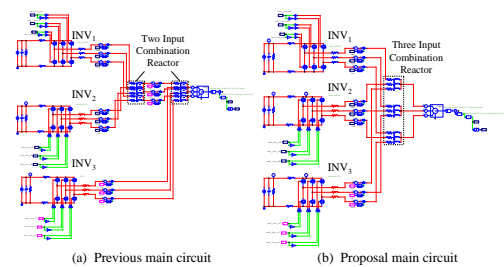 INV1
Two Input
Combination
Reactor
INV2
INV3
(a) Previous main circuit
INV1
Three Input
Combination
Reactor
INV2
INV3
(b) Proposal main circuit